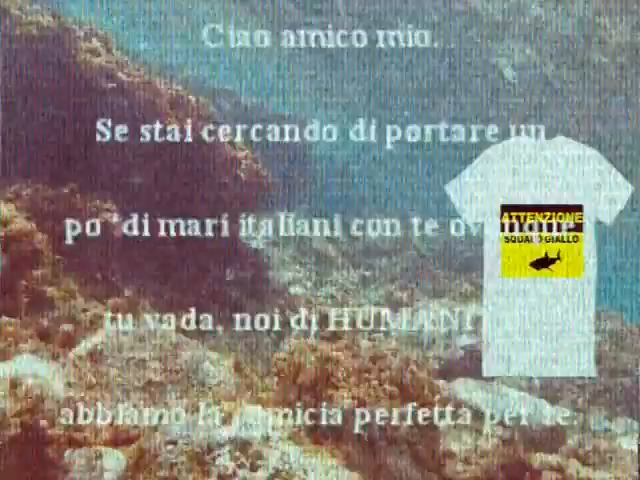 Ciao amico mio.
Se stai cercando di portare un
po 'di mari italiani con te ovunque
tu vada, noi di
abbiamo la camicia perfetta per te.
ATTENZIONE
SQUALO GIALLO